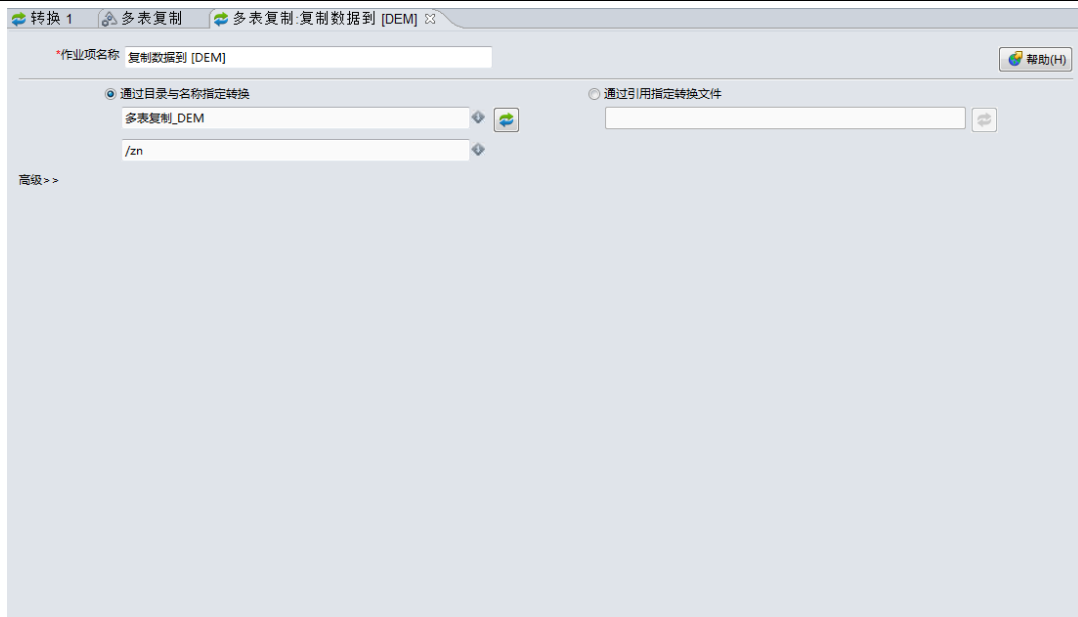 转换 1 多表复制 多表复制:复制数据到 [DEM]
*作业项名称 复制数据到 [DEM] 帮助(H)
通过目录与名称指定转换 通过引用指定转换文件
多表复制_DEM
/zn
高级>>